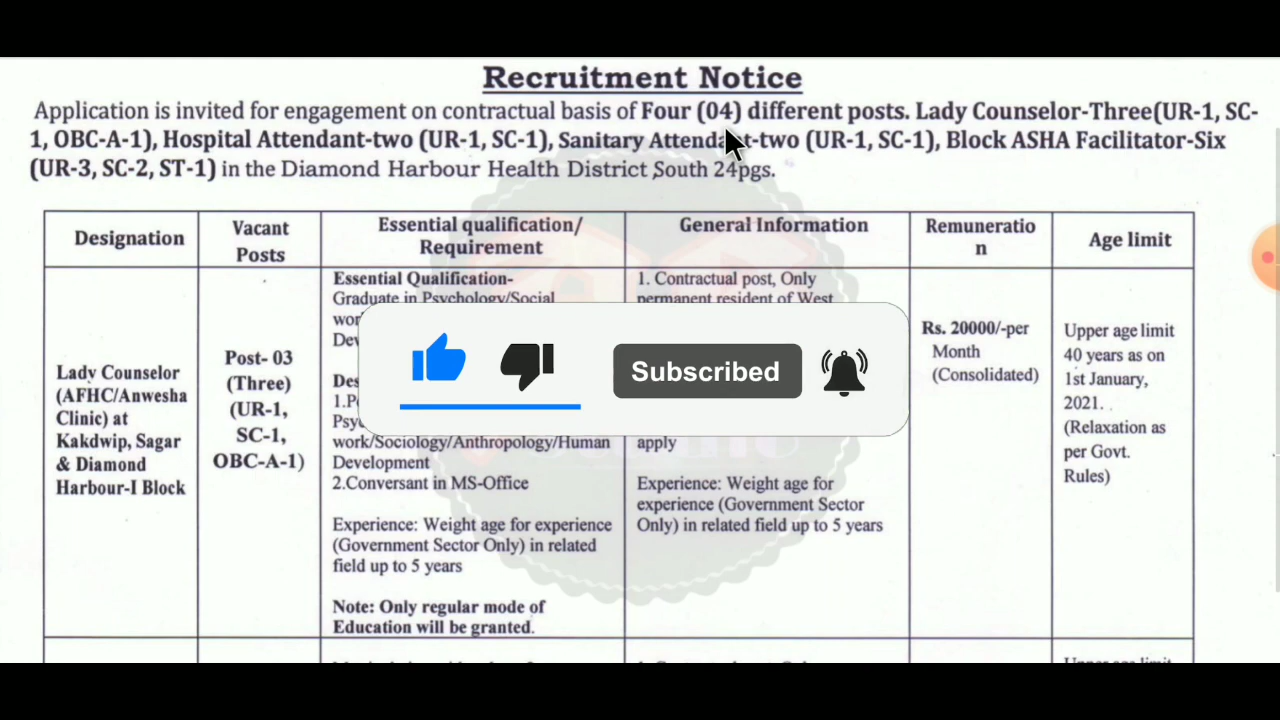 Recruitment Notice
Application is invited for engagement on contractual basis of Four (04) different posts. Lady Counselor-Three(UR-1, SC-
1, OBC-A-1), Hospital Attendant-two (UR-1, SC-1), Sanitary Attendant-two (UR-1, SC-1), Block ASHA Facilitator-Six
(UR-3, SC-2, ST-1) in the Diamond Harbour Health District,South 24pgs.
Designation
Vacant
Posts
Essential qualification/
Requirement
General Information
Remuneratio
n
Age limit
Lady Counselor
(AFHC/Anwesha
Clinic) at
Kakdwip, Sagar
& Diamond
Harbour-I Block
Post- 03
(Three)
(UR-1,
SC-1,
OBC-A-1)
Essential Qualification-
Graduate in Psychology/Social
work/Sociology/Anthropology/Human
Development
2.Conversant in MS-Office
Experience: Weight age for experience
(Government Sector Only) in related
field up to 5 years
Note: Only regular mode of
Education will be granted.
1. Contractual post, Only
permanent resident of West
apply
Experience: Weight age for
experience (Government Sector
Only) in related field up to 5 years
Rs. 20000/-per
Month
(Consolidated)
Upper age limit
40 years as on
1st January,
2021.
(Relaxation as
per Govt.
Rules)
Subscribed